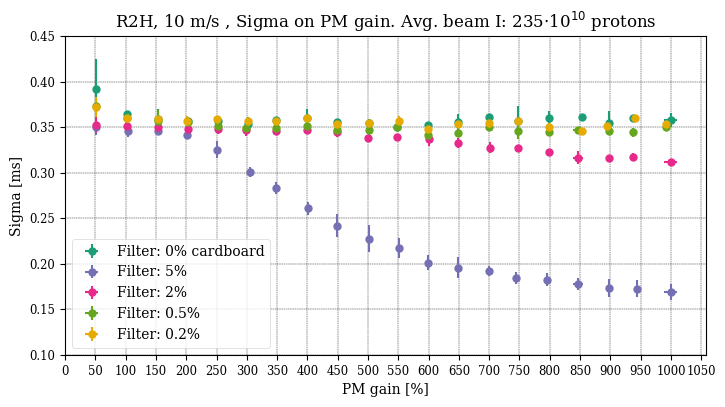 R2H, 10 m/s , Sigma on PM gain. Avg. beam I: 235·10¹⁰ protons
0.45
0.40
0.35
0.30
0.25
0.20
0.15
0.10
Sigma [ms]
Filter: 0% cardboard
Filter: 5%
Filter: 2%
Filter: 0.5%
Filter: 0.2%
0 50 100 150 200 250 300 350 400 450 500 550 600 650 700 750 800 850 900 950 1000 1050
PM gain [%]